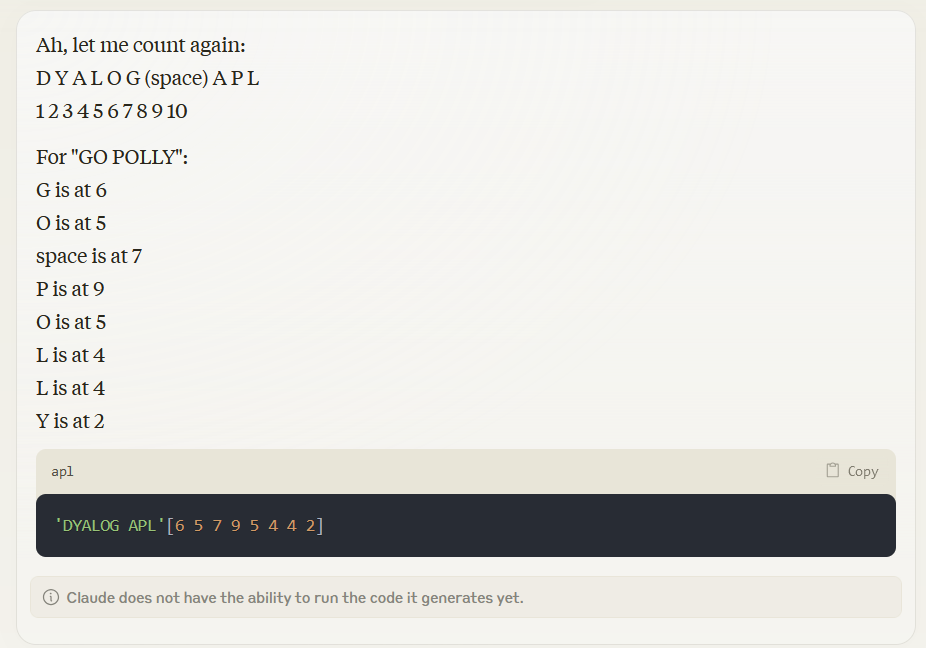 Ah, let me count again:
D Y A L O G (space) A P L
1 2 3 4 5 6 7 8 9 10
For "GO POLLY":
G is at 6
O is at 5
space is at 7
P is at 9
O is at 5
L is at 4
L is at 4
Y is at 2
apl
Copy
'DYALOG APL'[6 5 7 9 5 4 4 2]
Claude does not have the ability to run the code it generates yet.